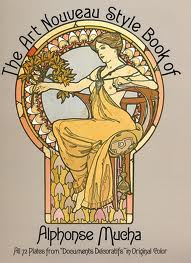 The Art Nouveau Style Book of
Alphonse Mucha
All 72 Plates from "Documents Décoratifs" in Original Color